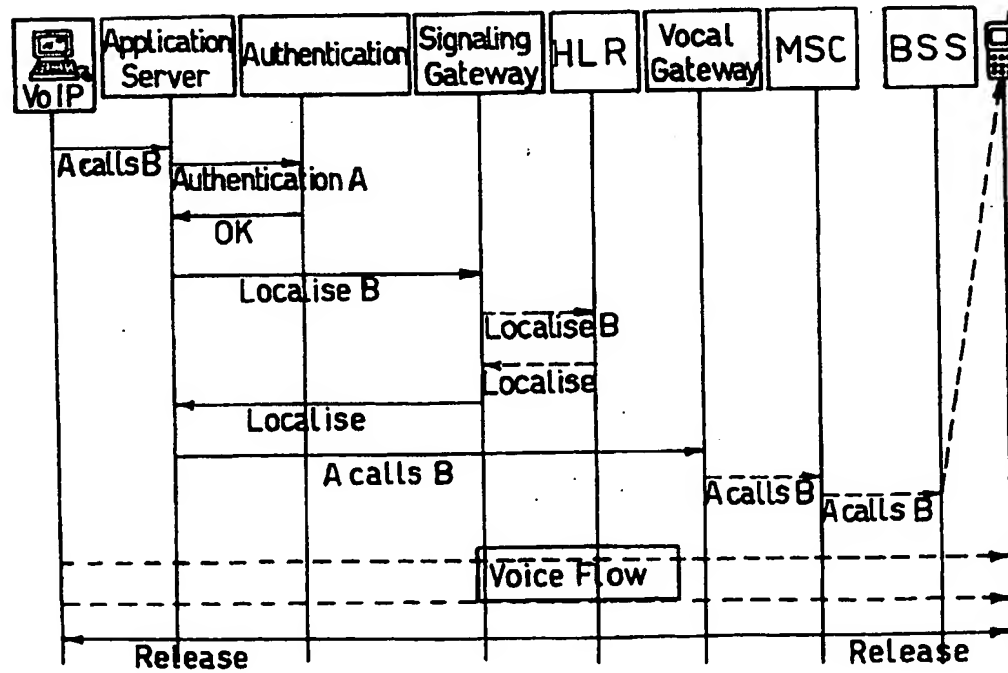 VoIP
Application
Server
Authentication
Signaling
Gateway
HLR
Vocal
Gateway
MSC
BSS
A calls B
Authentication A
OK
Localise B
Localise B
Localise
Localise
A calls B
A calls B
A calls B
Voice Flow
Release
Release